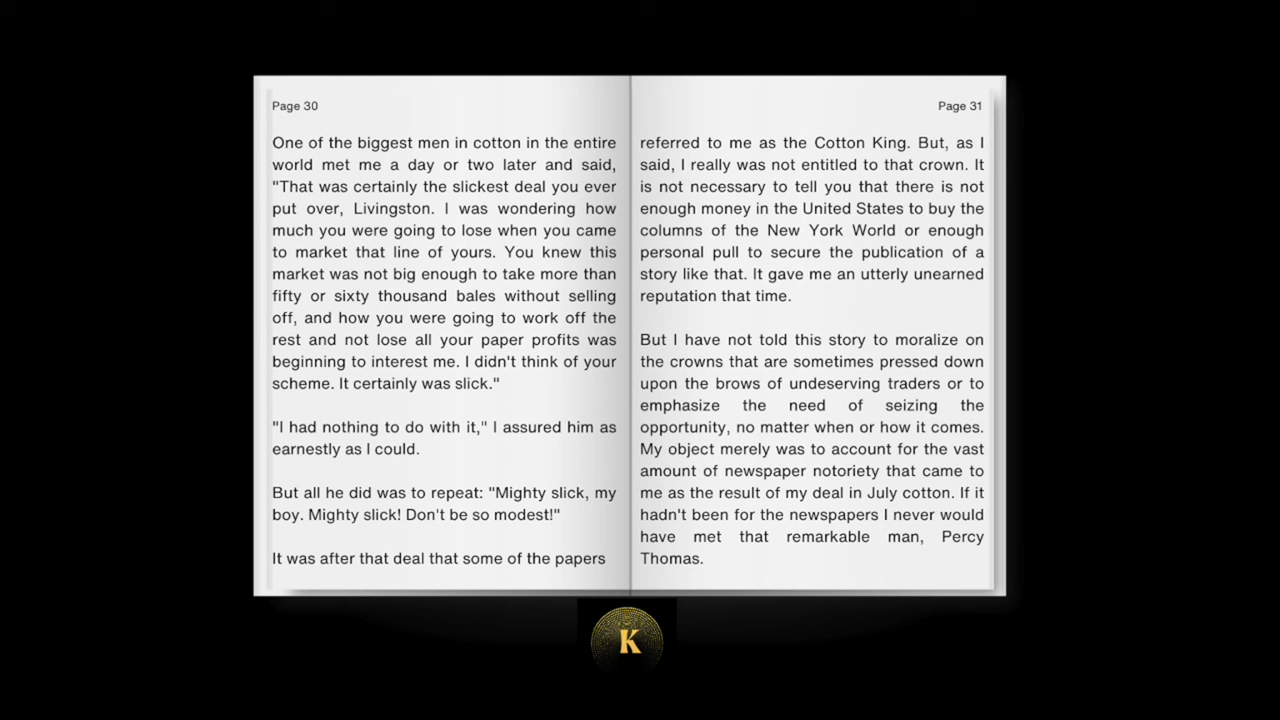 Page 30
One of the biggest men in cotton in the entire
world met me a day or two later and said,
"That was certainly the slickest deal you ever
put over, Livingston. I was wondering how
much you were going to lose when you came
to market that line of yours. You knew this
market was not big enough to take more than
fifty or sixty thousand bales without selling
off, and how you were going to work off the
rest and not lose all your paper profits was
beginning to interest me. I didn't think of your
scheme. It certainly was slick."
"I had nothing to do with it," I assured him as
earnestly as I could.
But all he did was to repeat: "Mighty slick, my
boy. Mighty slick! Don't be so modest!"
It was after that deal that some of the papers
Page 31
referred to me as the Cotton King. But, as I
said, I really was not entitled to that crown. It
is not necessary to tell you that there is not
enough money in the United States to buy the
columns of the New York World or enough
personal pull to secure the publication of a
story like that. It gave me an utterly unearned
reputation that time.
But I have not told this story to moralize on
the crowns that are sometimes pressed down
upon the brows of undeserving traders or to
emphasize the need of seizing the
opportunity, no matter when or how it comes.
My object merely was to account for the vast
amount of newspaper notoriety that came to
me as the result of my deal in July cotton. If it
hadn't been for the newspapers I never would
have met that remarkable man, Percy
Thomas.
K